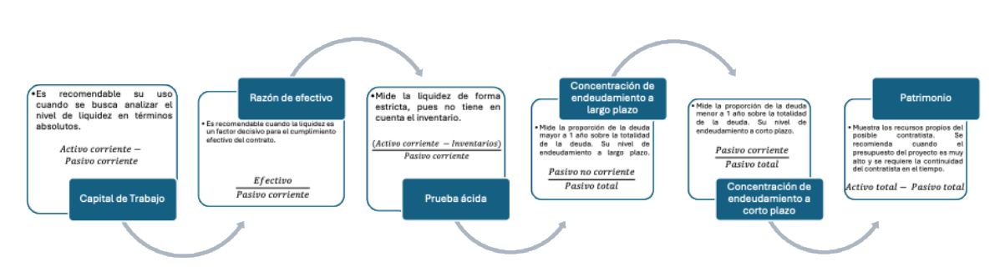 •Es recomendable su uso
cuando se busca analizar el
nivel de liquidez en términos
absolutos.
Activo corriente −
Pasivo corriente
Capital de Trabajo
Razón de efectivo
• Es recomendable cuando la liquidez es
un factor decisivo para el cumplimiento
efectivo del contrato.
Efectivo
Pasivo corriente
•Mide la liquidez de forma
estricta, pues no tiene en
cuenta el inventario.
(Activo corriente − Inventarios)
Pasivo corriente
Prueba ácida
Concentración de
endeudamiento a
largo plazo
• Mide la proporción de la deuda
mayor a 1 año sobre la totalidad
de la deuda. Su nivel de
endeudamiento a largo plazo.
Pasivo no corriente
Pasivo total
• Mide la proporción de la deuda
menor a 1 año sobre la totalidad
de la deuda. Su nivel de
endeudamiento a corto plazo.
Pasivo corriente
Pasivo total
Concentración de
endeudamiento a
corto plazo
Patrimonio
• Muestra los recursos propios del
posible contratista. Se
recomienda cuando el
presupuesto del proyecto es muy
alto y se requiere la continuidad
del contratista en el tiempo.
Activo total − Pasivo total